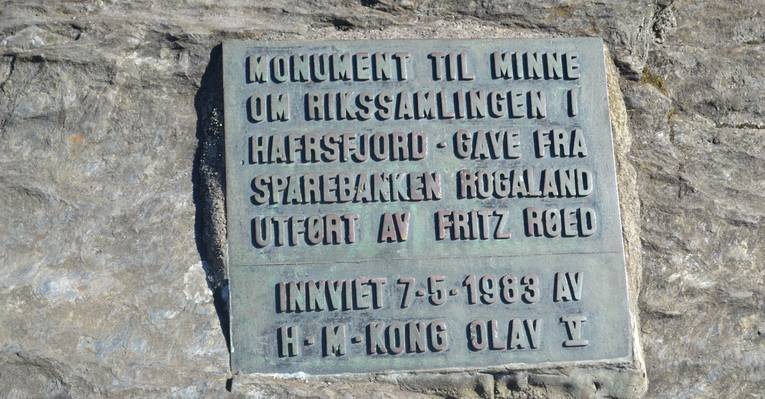 MONUMENT TIL MINNE
OM RIKSSAMLINGEN I
HAFRSFJORD - GAVE FRA
SPAREBANKEN ROGALAND
UTFØRT AV FRITZ RØED
INNVIET 7-5-1983 AV
H-M-KONG OLAV V